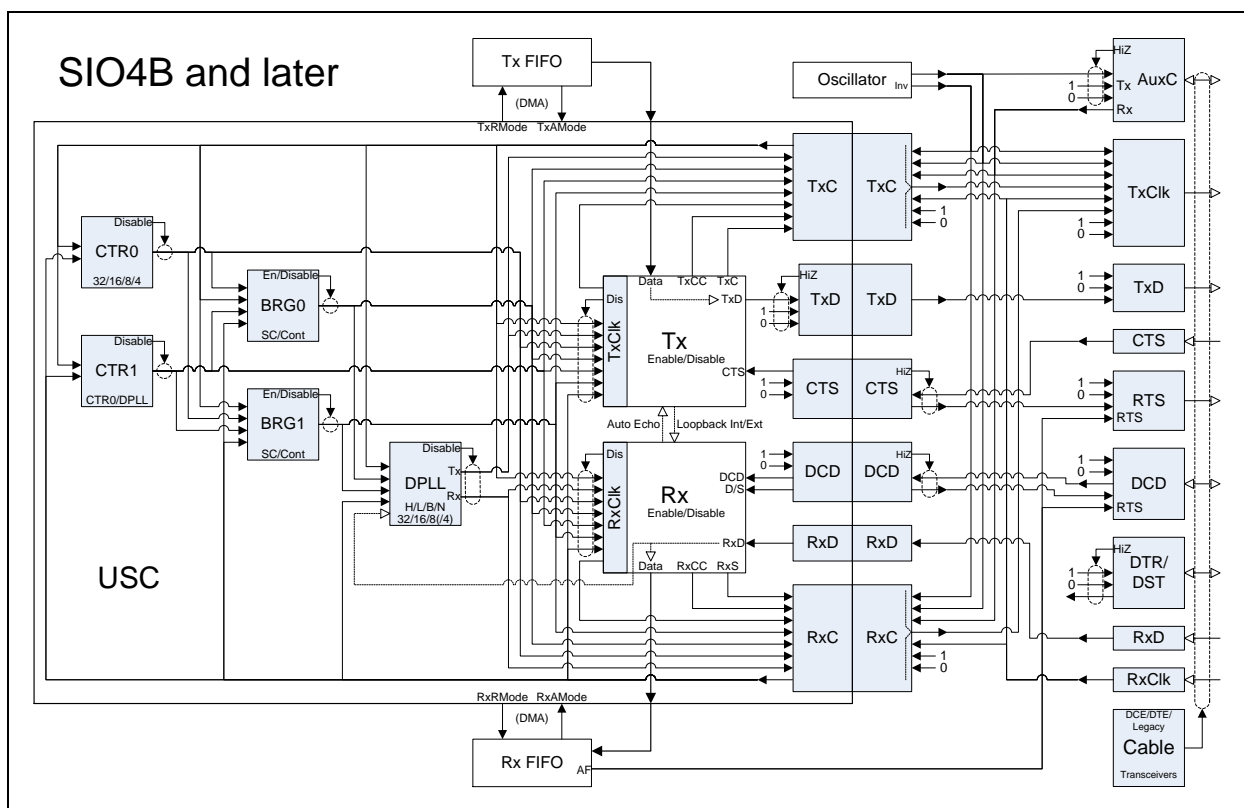 SIO4B and later
Tx FIFO
(DMA)
TxRMode TxAMode
Oscillator
Inv
HiZ
AuxC
1
0
Tx
Rx
TxC
TxC
1
0
TxClk
1
0
Disable
CTR0
32/16/8/4
Disable
CTR1
CTR0/DPLL
En/Disable
BRG0
SC/Cont
En/Disable
BRG1
SC/Cont
Disable
DPLL
Tx
Rx
H/L/B/N
32/16/8(/4)
TxClk
Dis
Data
TxCC TxC
TxD
Tx
Enable/Disable
CTS
HiZ
1
0
TxD
TxD
1
0
TxD
CTS
1
0
CTS
CTS
HiZ
1
0
RTS
RTS
Auto Echo
Loopback Int/Ext
RxClk
Dis
Rx
Enable/Disable
DCD
D/S
RxD
Data
RxCC RxS
1
0
DCD
DCD
HiZ
1
0
DCD
RTS
RxD
RxD
HiZ
1
0
DTR/
DST
USC
RxC
RxC
1
0
RxD
RxClk
RxRMode RxAMode
(DMA)
Rx FIFO
AF
DCE/DTE/
Legacy
Cable
Transceivers